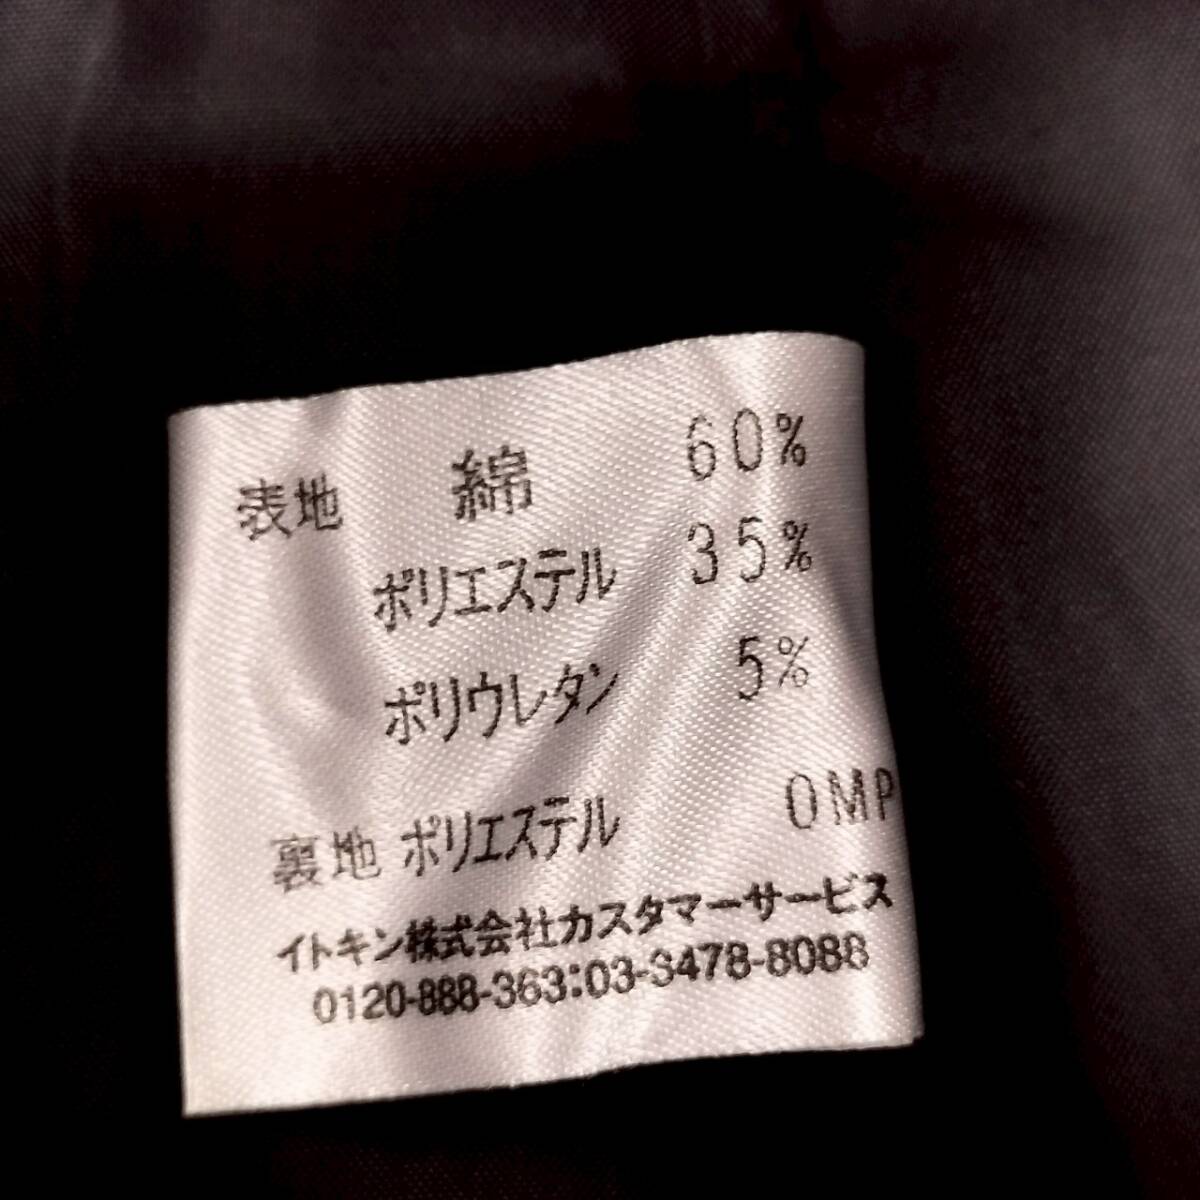 表地 綿 60%
ポリエステル 35%
ポリウレタン 5%
裏地 ポリエステル OMP
イトキン株式会社カスタマーサービス
0120-888-363:03-3478-8088